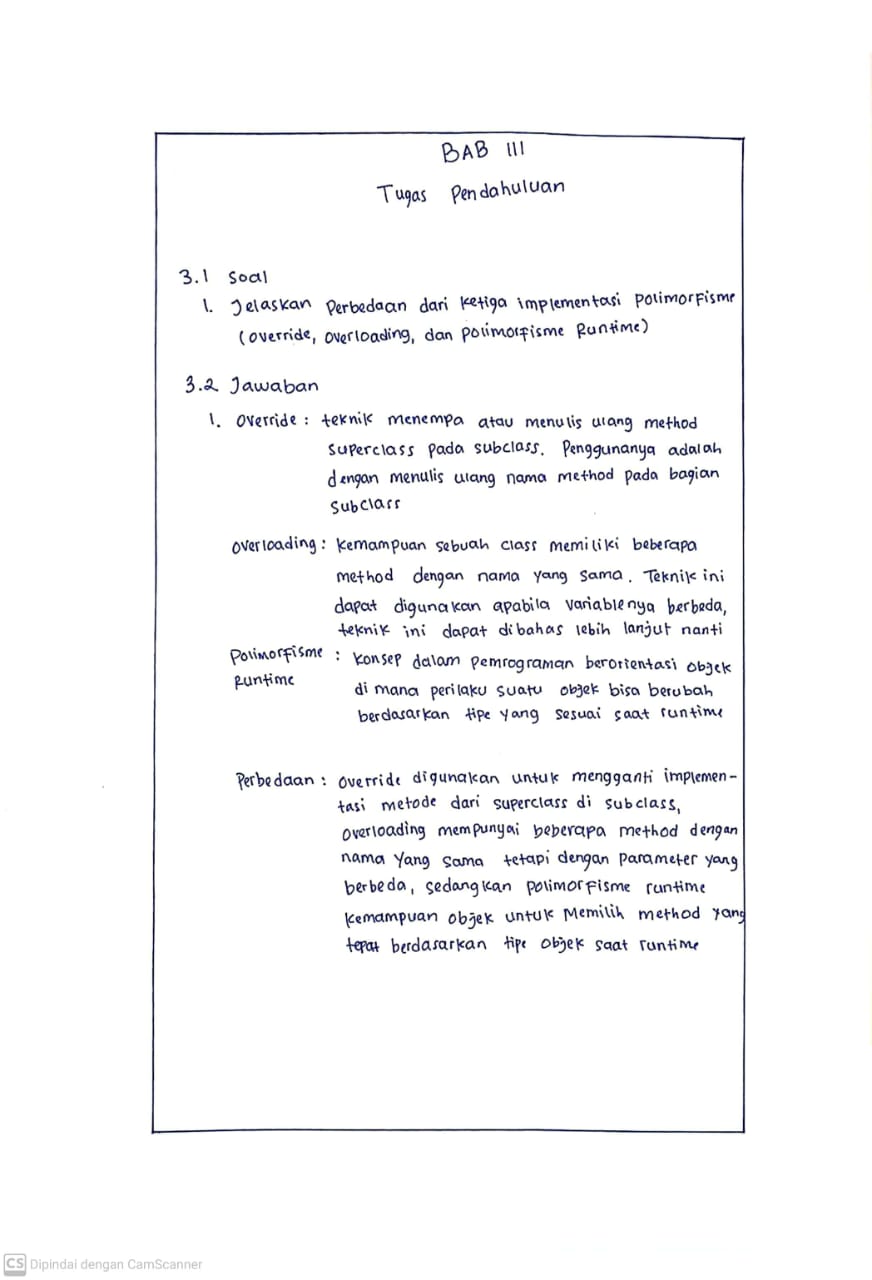 BAB III
Tugas Pendahuluan
3.1 Soal
1. Jelaskan Perbedaan dari ketiga implementasi Polimorfisme
(override, overloading, dan polimorfisme Runtime)
3.2 Jawaban
1. Override : teknik menempa atau menulis ulang method
superclass pada subclass. Penggunanya adalah
dengan menulis ulang nama method pada bagian
subclass
overloading : kemampuan sebuah class memiliki beberapa
method dengan nama yang sama. Teknik ini
dapat digunakan apabila variablenya berbeda,
teknik ini dapat dibahas lebih lanjut nanti
Polimorfisme : konsep dalam pemrograman berorientasi objek
Runtime di mana perilaku suatu objek bisa berubah
berdasarkan tipe yang sesuai saat runtime
Perbedaan : override digunakan untuk mengganti implemen-
tasi metode dari superclass di subclass,
overloading mempunyai beberapa method dengan
nama yang sama tetapi dengan parameter yang
berbeda, sedangkan polimorfisme runtime
kemampuan objek untuk Memilih method yang
tepat berdasarkan tipe objek saat runtime
CS Dipindai dengan CamScanner